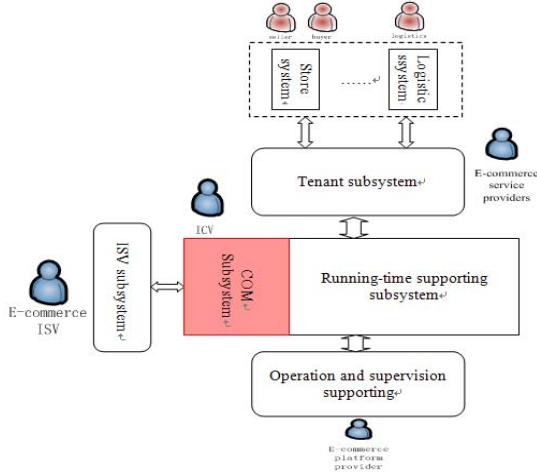 seller buyer logistics
Store
system
......
Logistic
ssystem
Tenant subsystem
E-commerce
service
providers
ICV
ISV subsystem
COM
Subsystem
Running-time supporting
subsystem
E-commerce
ISV
Operation and supervision
supporting
E-commerce
platform
provider